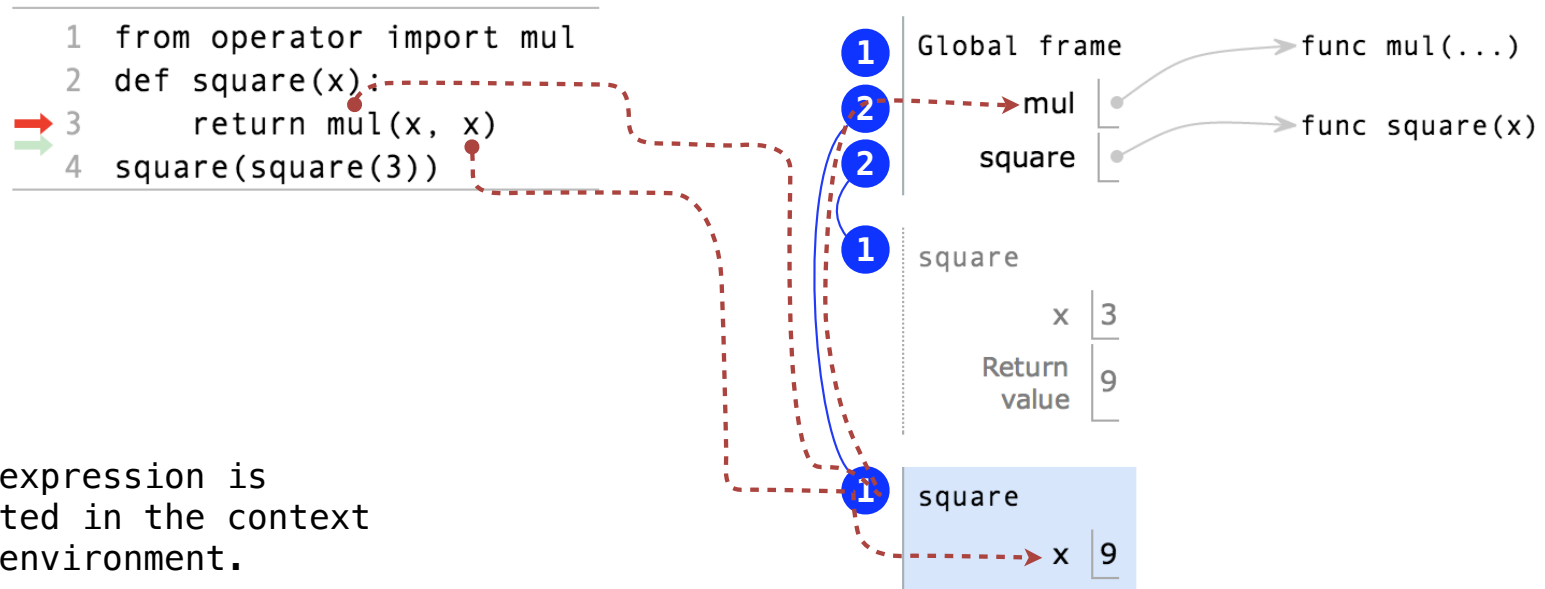 1 from operator import mul
2 def square(x):
3     return mul(x, x)
4 square(square(3))
expression is
ted in the context
environment.
1 Global frame
2 mul
2 square
func mul(...)
func square(x)
1 square
x 3
Return
value 9
1 square
x 9